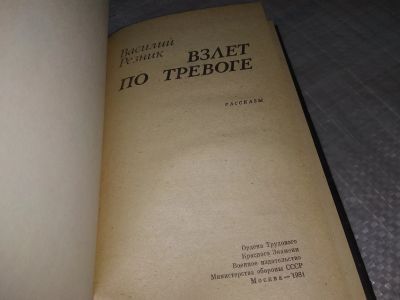 Василий
Резник
ВЗЛЕТ
ПО ТРЕВОГЕ
РАССКАЗЫ
Ордена Трудового
Красного Знамени
Военное издательство
Министерства обороны СССР
Москва — 1981